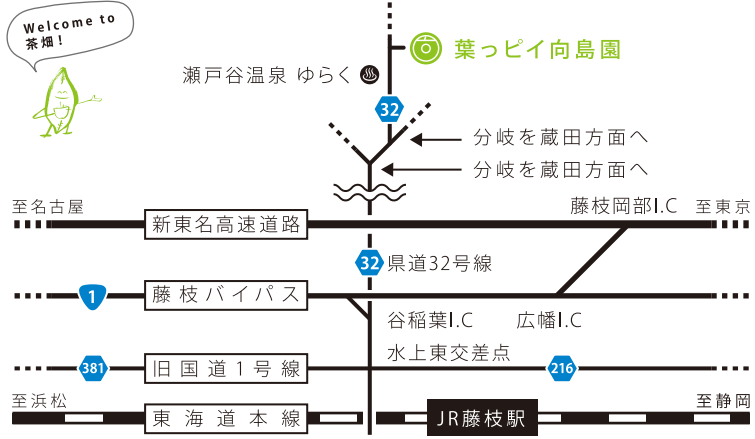 Welcome to
茶畑！
葉っピイ向島園
瀬戸谷温泉 ゆらく
32
分岐を蔵田方面へ
分岐を蔵田方面へ
至名古屋
藤枝岡部I.C
至東京
新東名高速道路
32
県道32号線
1
藤枝バイパス
谷稲葉I.C
広幡I.C
水上東交差点
381
旧国道1号線
216
至浜松
至静岡
東海道本線
JR藤枝駅